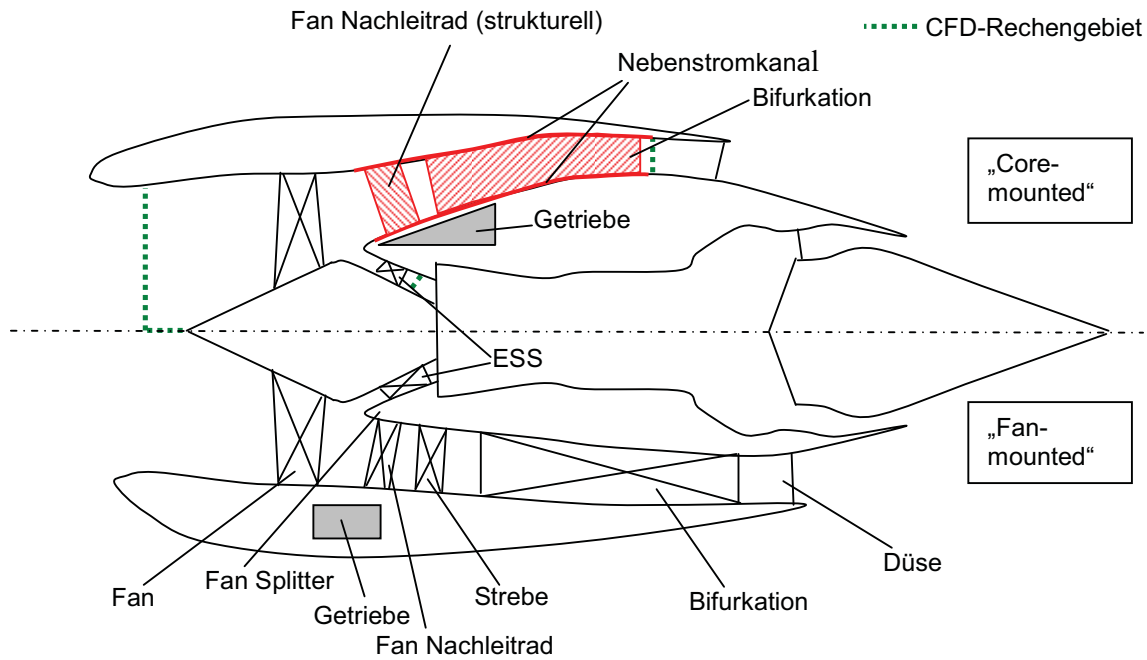 Fan Nachleitrad (strukturell)
CFD-Rechengebiet
Nebenstromkanal
Bifurkation
„Core-
mounted“
Getriebe
ESS
„Fan-
mounted“
Düse
Fan Splitter
Fan
Getriebe
Strebe
Bifurkation
Fan Nachleitrad